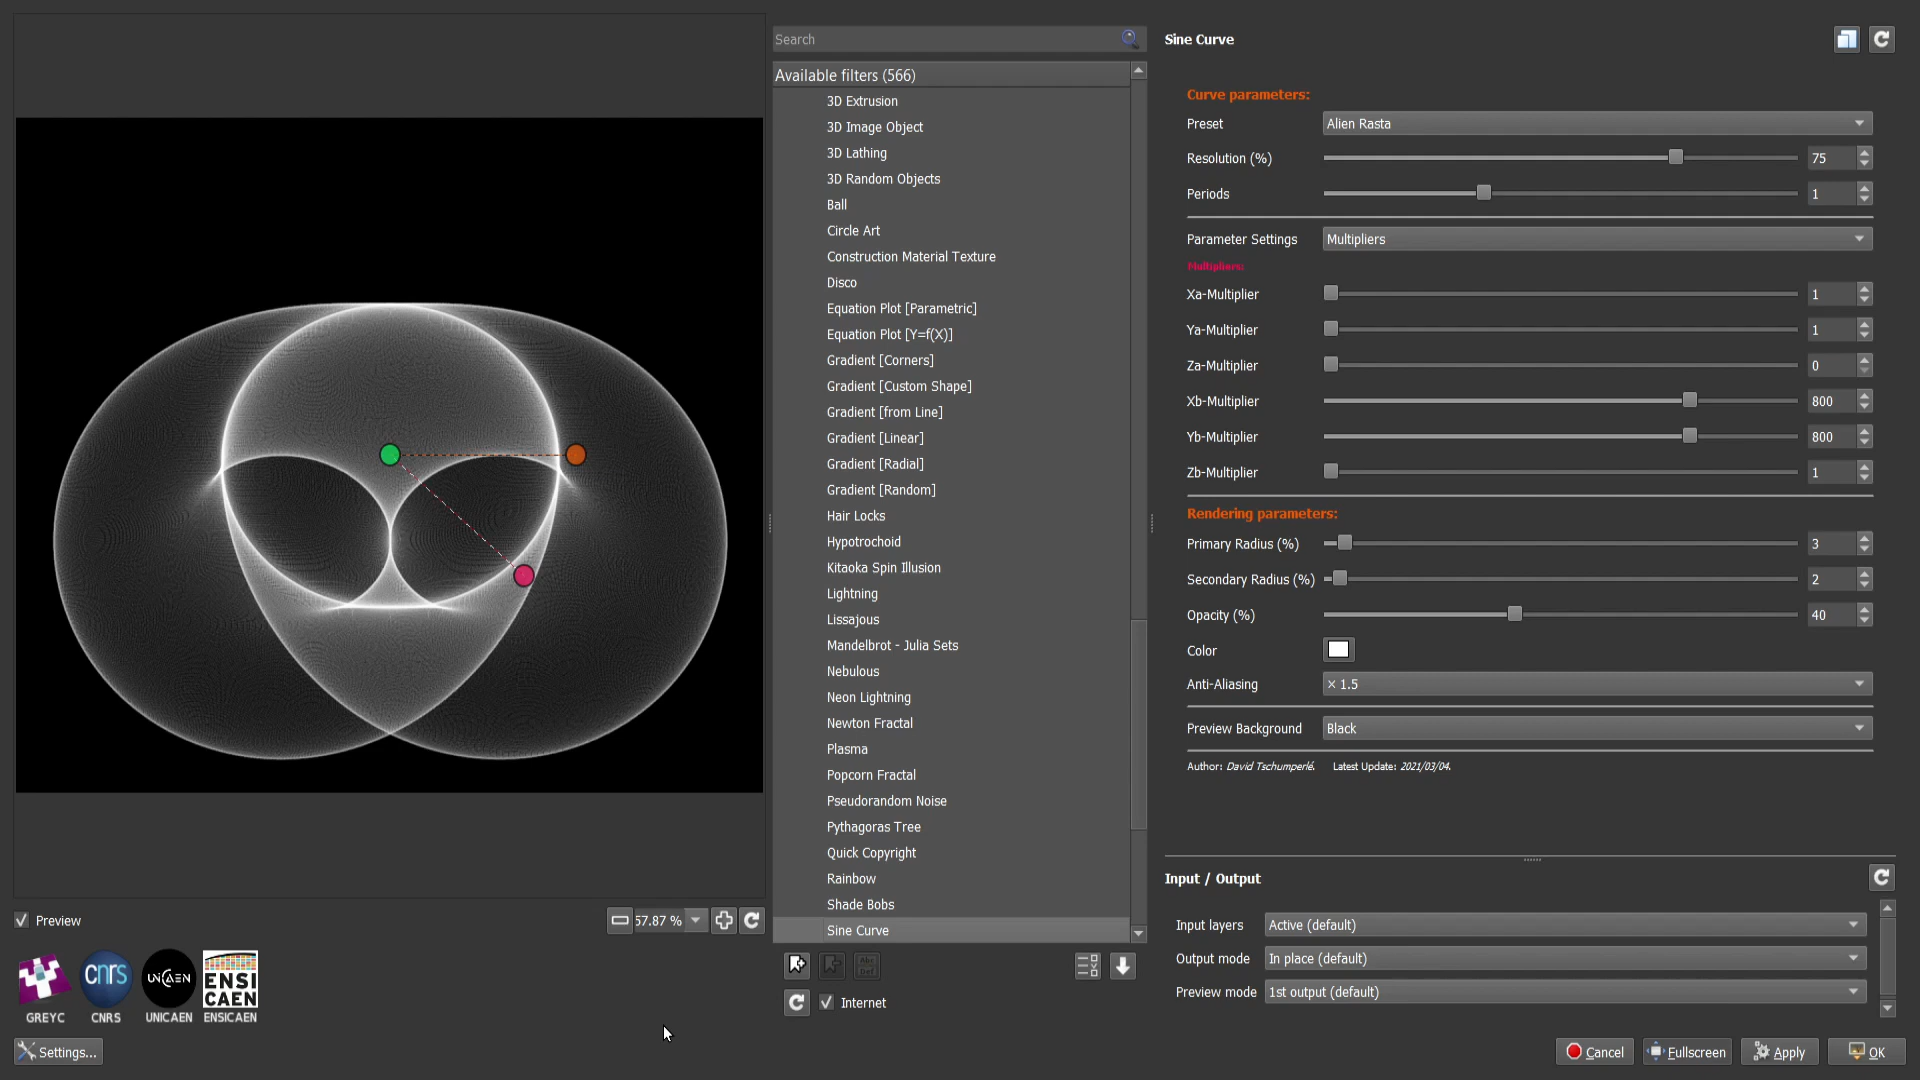 Search
Available filters (566)
3D Extrusion
3D Image Object
3D Lathing
3D Random Objects
Ball
Circle Art
Construction Material Texture
Disco
Equation Plot [Parametric]
Equation Plot [Y=f(X)]
Gradient [Corners]
Gradient [Custom Shape]
Gradient [from Line]
Gradient [Linear]
Gradient [Radial]
Gradient [Random]
Hair Locks
Hypotrochoid
Kitaoka Spin Illusion
Lightning
Lissajous
Mandelbrot - Julia Sets
Nebulous
Neon Lightning
Newton Fractal
Plasma
Popcorn Fractal
Pseudorandom Noise
Pythagoras Tree
Quick Copyright
Rainbow
Shade Bobs
Sine Curve
Internet
Preview
57.87 %
cnrs
UNICAEN
ENSI
CAEN
GREYC
CNRS
UNICAEN
ENSICAEN
Settings...
Sine Curve
Curve parameters:
Preset Alien Rasta
Resolution (%) 75
Periods 1
Parameter Settings Multipliers
Multipliers:
Xa-Multiplier 1
Ya-Multiplier 1
Za-Multiplier 0
Xb-Multiplier 800
Yb-Multiplier 800
Zb-Multiplier 1
Rendering parameters:
Primary Radius (%) 3
Secondary Radius (%) 2
Opacity (%) 40
Color
Anti-Aliasing × 1.5
Preview Background Black
Author: David Tschumperlé. Latest Update: 2021/03/04.
Input / Output
Input layers Active (default)
Output mode In place (default)
Preview mode 1st output (default)
Cancel
Fullscreen
Apply
OK